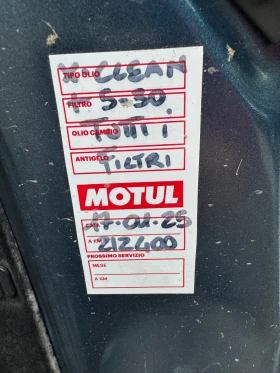 X-CLEAN
TIPO OLIO
+ 5-30
FILTRO
TUTTI i
OLIO CAMBIO
FILTRI
ANTIGELO
MOTUL
17-01-25
DATA
212400
A KM
PROSSIMO SERVIZIO
MESE
A KM